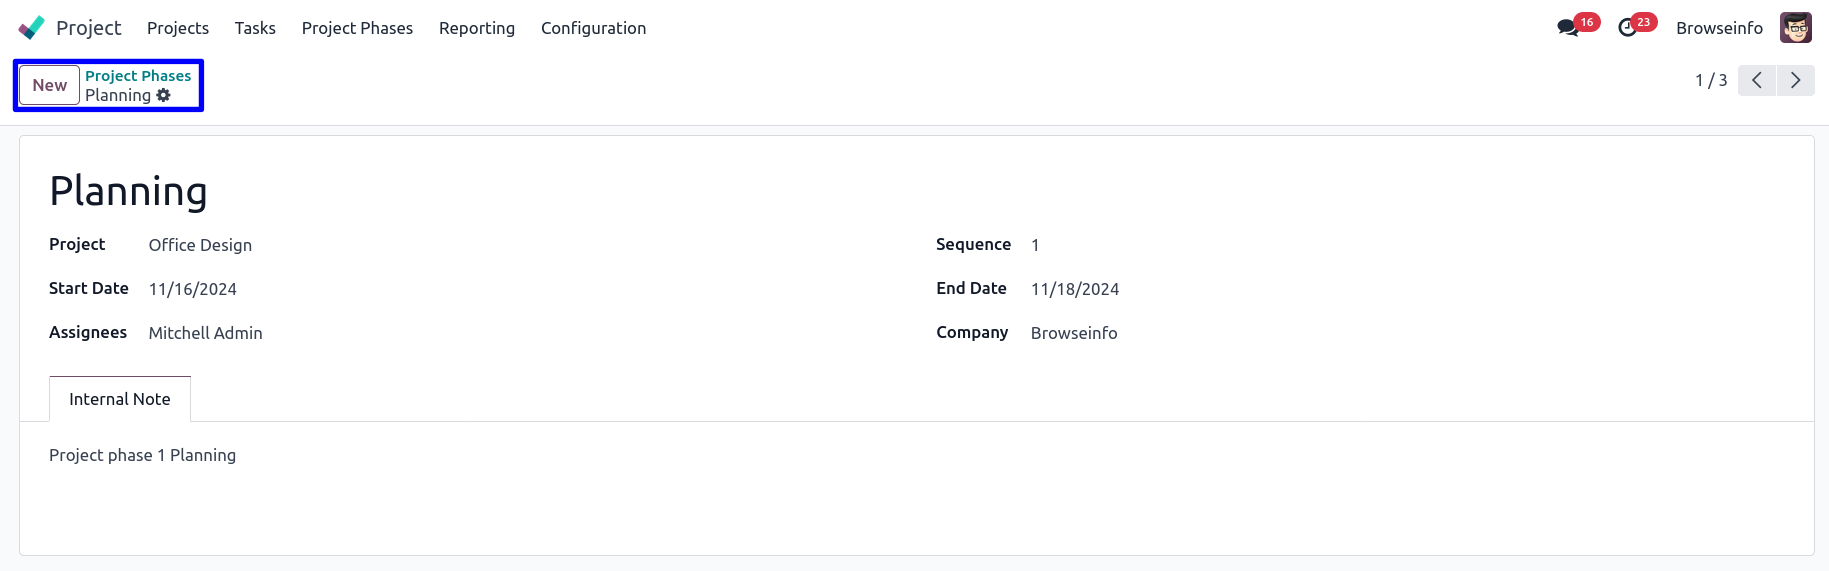 Project Projects Tasks Project Phases Reporting Configuration 16 23 Browseinfo
New Project Phases
Planning
1 / 3
Planning
Project Office Design Sequence 1
Start Date 11/16/2024 End Date 11/18/2024
Assignees Mitchell Admin Company Browseinfo
Internal Note
Project phase 1 Planning